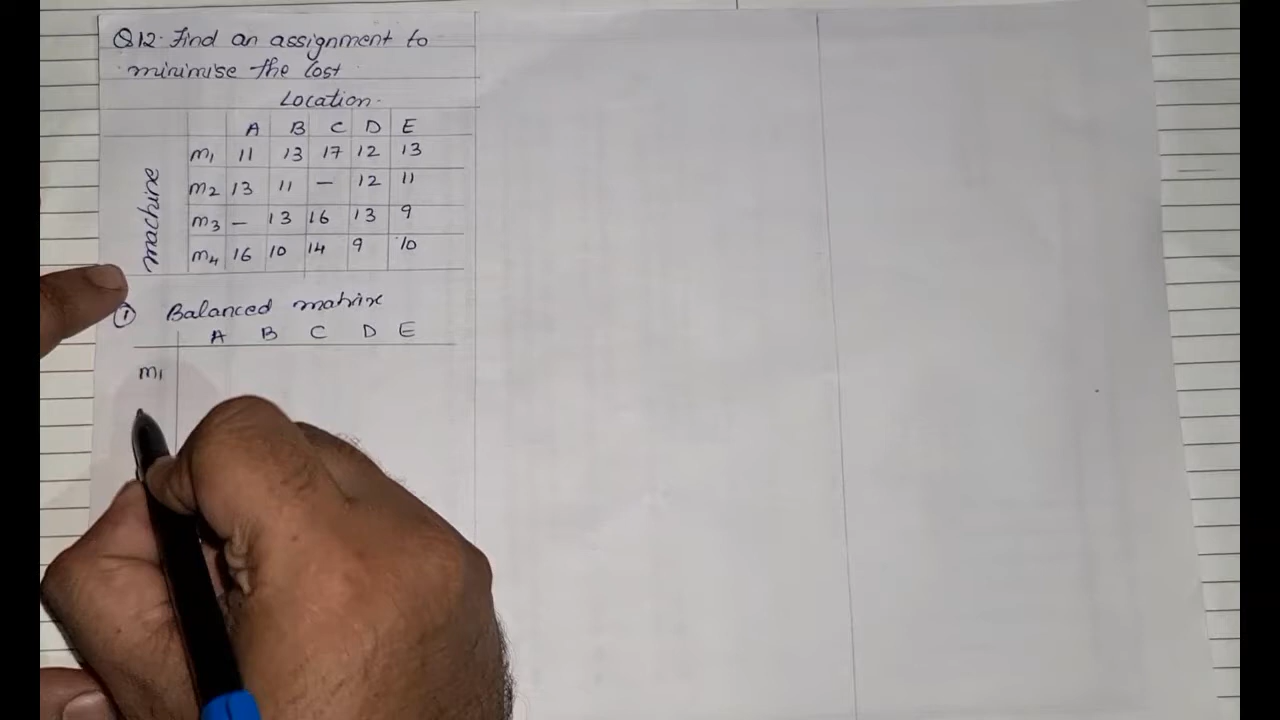 Q12. Find an assignment to
minimise the Cost
Location.
A B C D E
machine
m1 11 13 17 12 13
m2 13 11 — 12 11
m3 — 13 16 13 9
m4 16 10 14 9 10
① Balanced matrix
A B C D E
m1